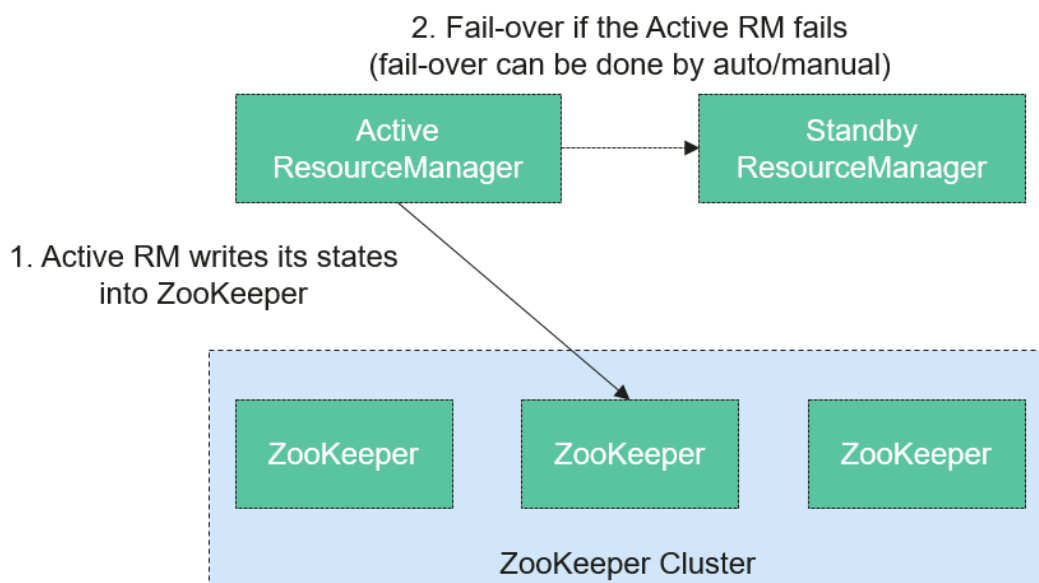 2. Fail-over if the Active RM fails
(fail-over can be done by auto/manual)
Active
ResourceManager
Standby
ResourceManager
1. Active RM writes its states
into ZooKeeper
ZooKeeper
ZooKeeper
ZooKeeper
ZooKeeper Cluster